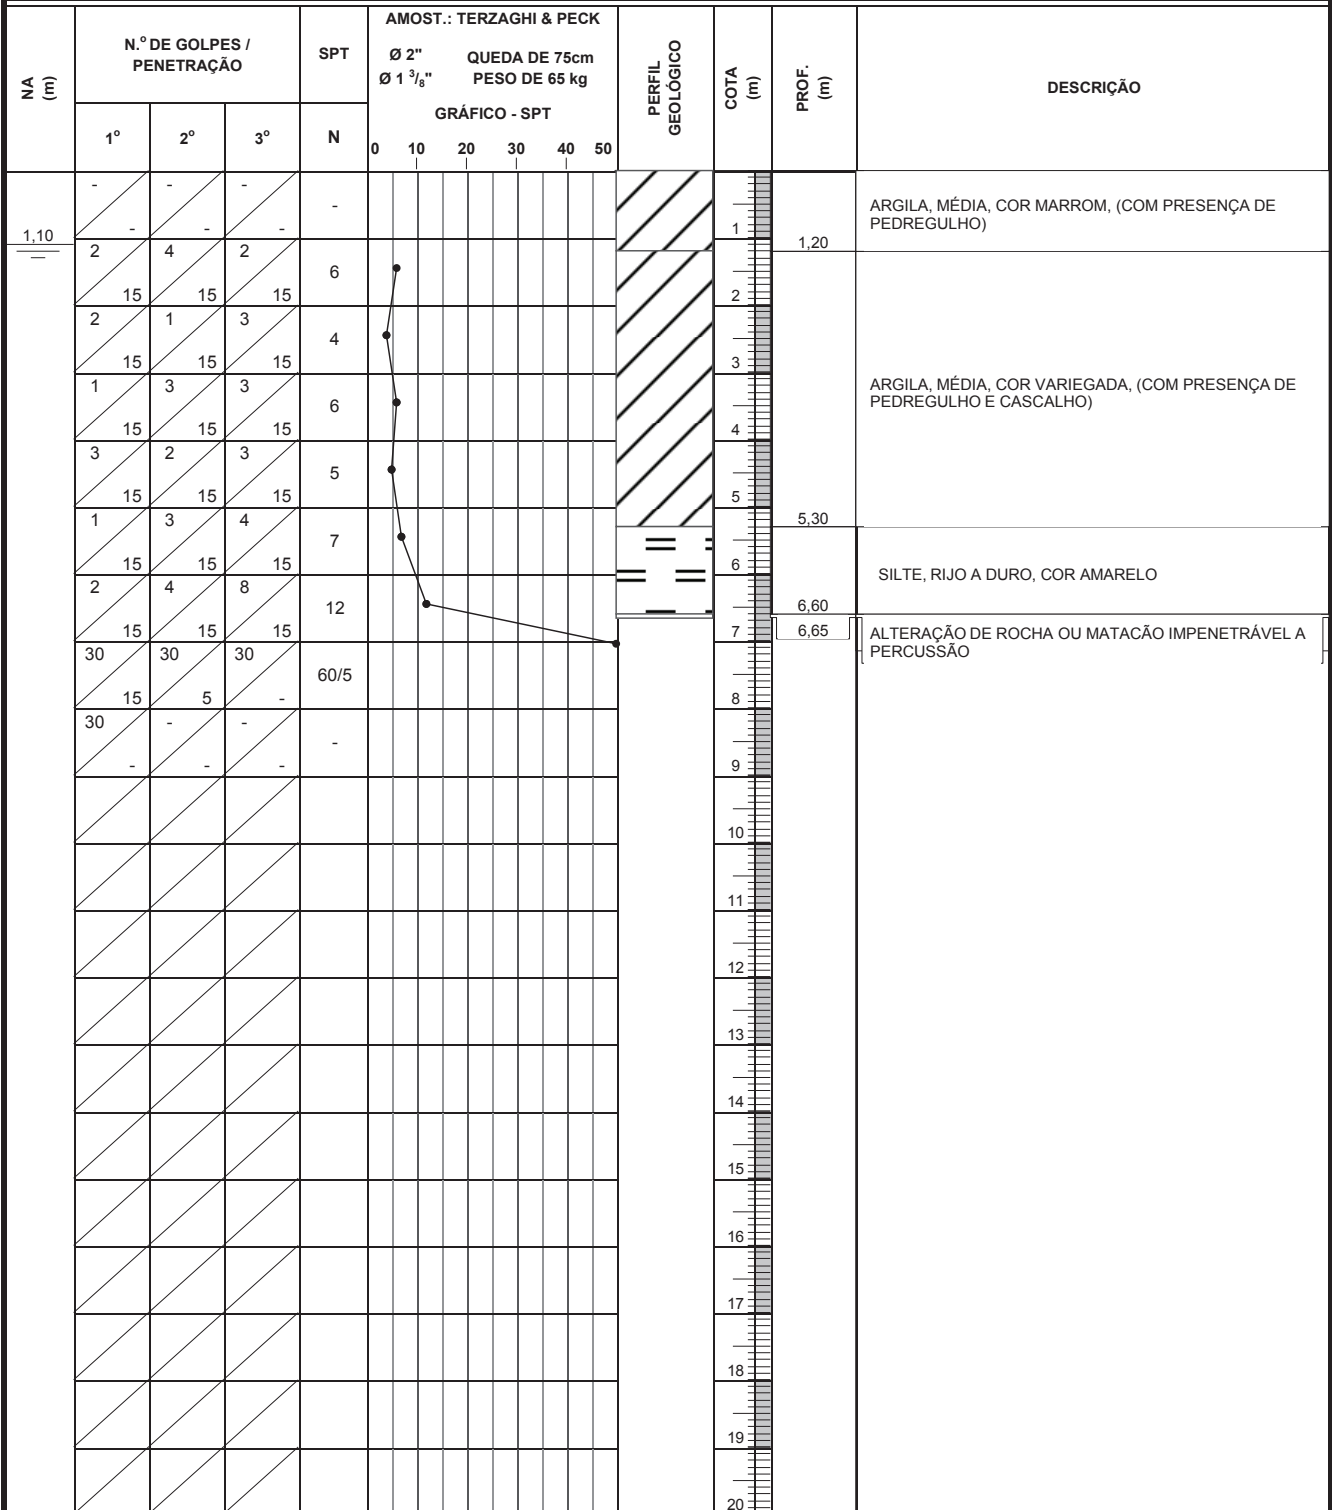 NA (m)
N.º DE GOLPES / PENETRAÇÃO
1º 2º 3º
SPT
N
AMOST.: TERZAGHI & PECK
Ø 2" QUEDA DE 75cm
Ø 1 3/8" PESO DE 65 kg
GRÁFICO - SPT
0 10 20 30 40 50
PERFIL GEOLÓGICO
COTA (m)
PROF. (m)
DESCRIÇÃO
- - -
- - -
-
1
ARGILA, MÉDIA, COR MARROM, (COM PRESENÇA DE
PEDREGULHO)
1,10
1,20
2 4 2
15 15 15
6
2
2 1 3
15 15 15
4
3
1 3 3
15 15 15
6
4
ARGILA, MÉDIA, COR VARIEGADA, (COM PRESENÇA DE
PEDREGULHO E CASCALHO)
3 2 3
15 15 15
5
5
5,30
1 3 4
15 15 15
7
6
SILTE, RIJO A DURO, COR AMARELO
2 4 8
15 15 15
12
7
6,60
6,65
ALTERAÇÃO DE ROCHA OU MATACÃO IMPENETRÁVEL A
PERCUSSÃO
30 30 30
15 5 -
60/5
8
30 - -
- - -
-
9
10
11
12
13
14
15
16
17
18
19
20